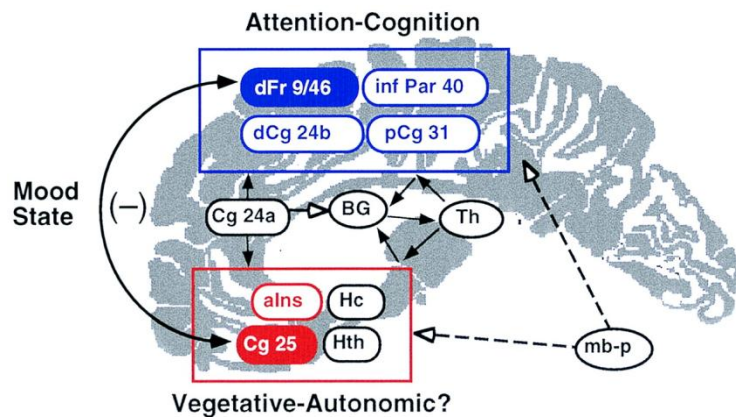 Attention-Cognition
dFr 9/46
inf Par 40
dCg 24b
pCg 31
Mood
State
(–)
Cg 24a
BG
Th
aIns
Hc
Cg 25
Hth
mb-p
Vegetative-Autonomic?